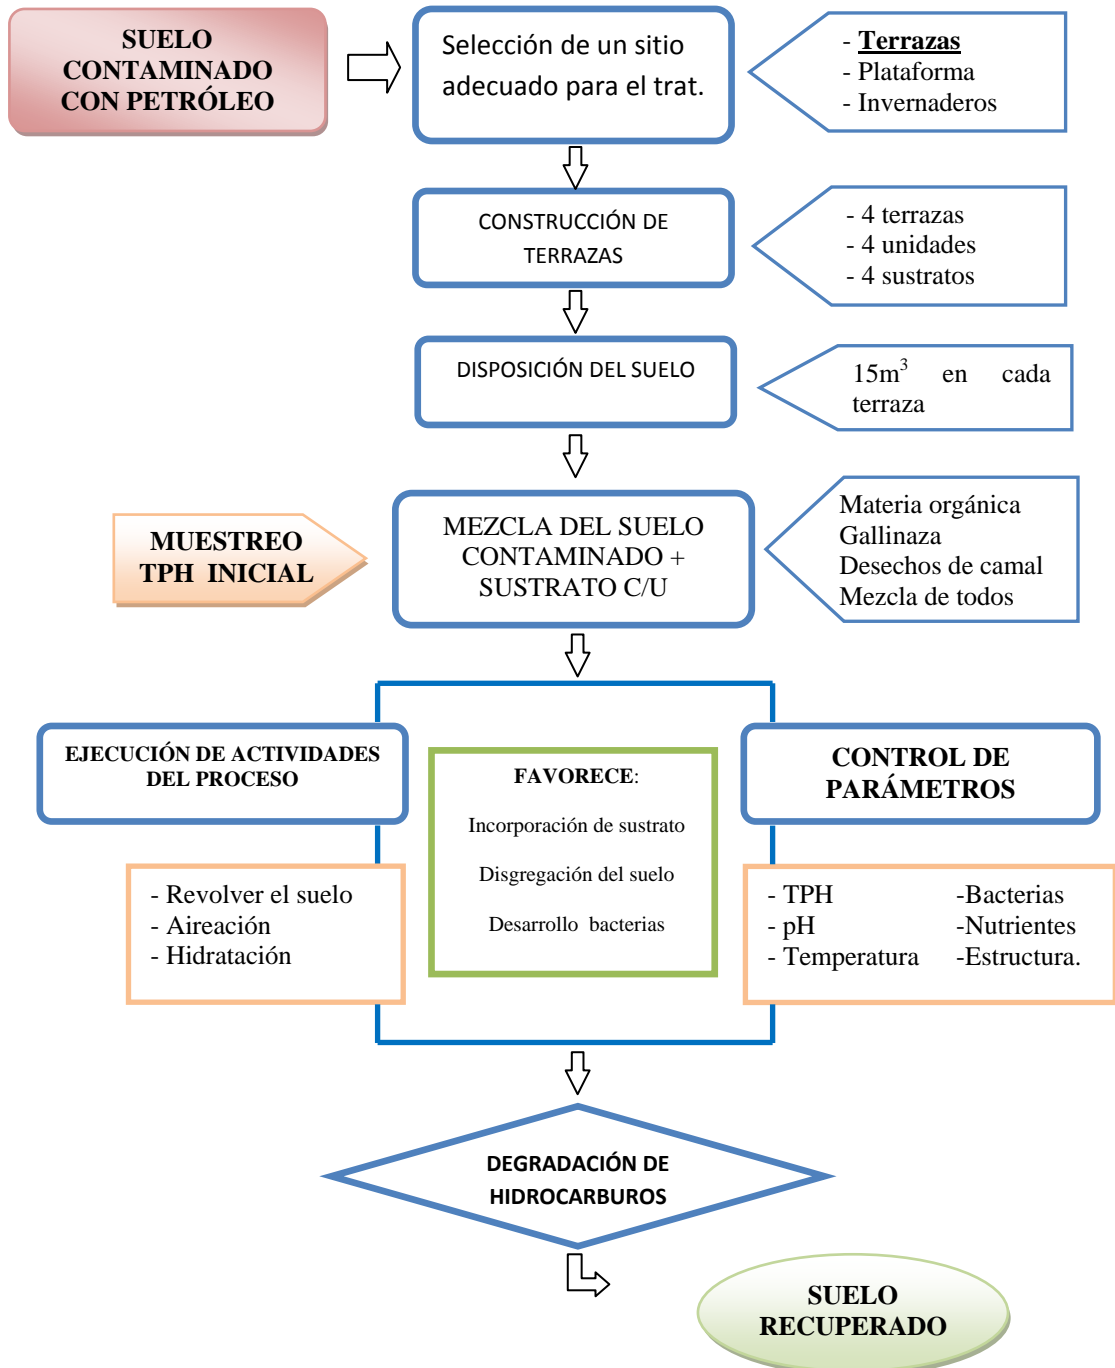 SUELO
CONTAMINADO
CON PETRÓLEO
Selección de un sitio
adecuado para el trat.
- Terrazas
- Plataforma
- Invernaderos
CONSTRUCCIÓN DE
TERRAZAS
- 4 terrazas
- 4 unidades
- 4 sustratos
DISPOSICIÓN DEL SUELO
15m³ en cada
terraza
MUESTREO
TPH INICIAL
MEZCLA DEL SUELO
CONTAMINADO +
SUSTRATO C/U
Materia orgánica
Gallinaza
Desechos de camal
Mezcla de todos
EJECUCIÓN DE ACTIVIDADES
DEL PROCESO
- Revolver el suelo
- Aireación
- Hidratación
FAVORECE:
Incorporación de sustrato
Disgregación del suelo
Desarrollo bacterias
CONTROL DE
PARÁMETROS
- TPH -Bacterias
- pH -Nutrientes
- Temperatura -Estructura.
DEGRADACIÓN DE
HIDROCARBUROS
SUELO
RECUPERADO